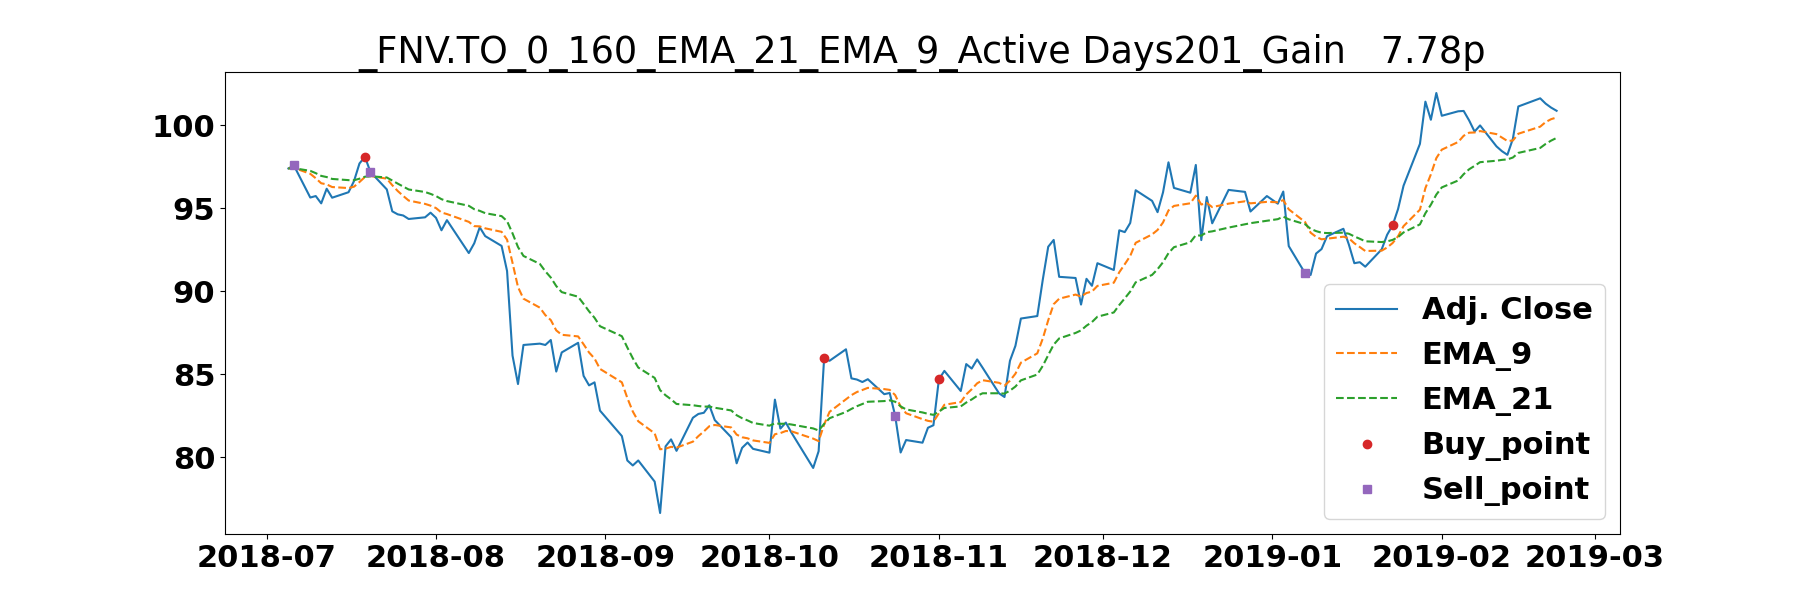 _FNV.TO_0_160_EMA_21_EMA_9_Active Days201_Gain   7.78p
100
95
90
85
80
Adj. Close
EMA_9
EMA_21
Buy_point
Sell_point
2018-07 2018-08 2018-09 2018-10 2018-11 2018-12 2019-01 2019-02 2019-03